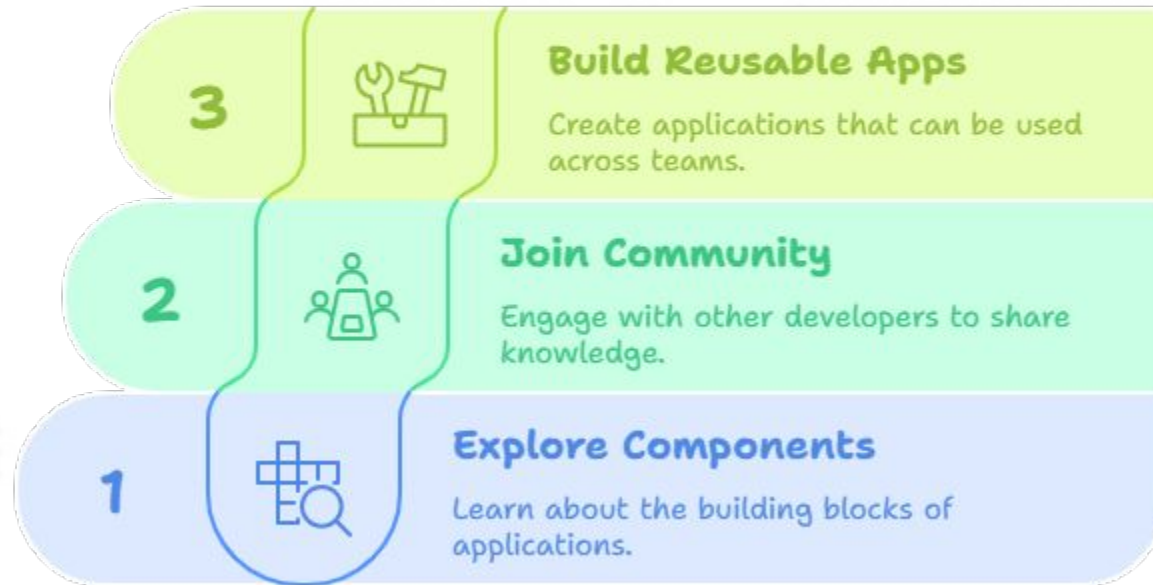 3
Build Reusable Apps
Create applications that can be used
across teams.
2
Join Community
Engage with other developers to share
knowledge.
1
Explore Components
Learn about the building blocks of
applications.